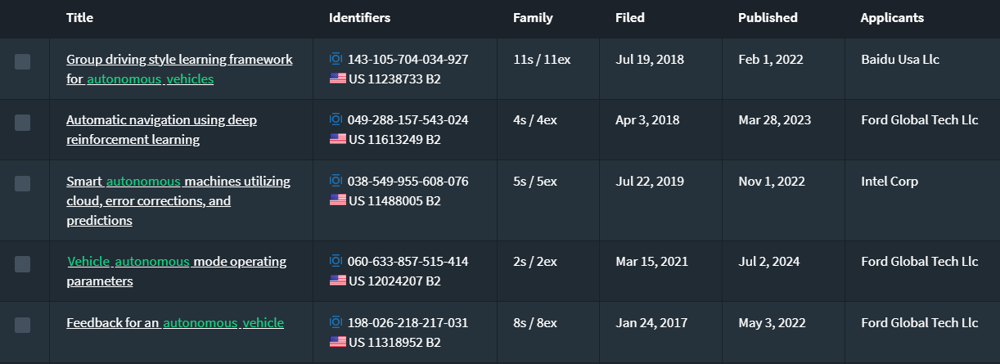 Title Identifiers Family Filed Published Applicants
Group driving style learning framework 143-105-704-034-927 11s / 11ex Jul 19, 2018 Feb 1, 2022 Baidu Usa Llc
for autonomous vehicles US 11238733 B2
Automatic navigation using deep 049-288-157-543-024 4s / 4ex Apr 3, 2018 Mar 28, 2023 Ford Global Tech Llc
reinforcement learning US 11613249 B2
Smart autonomous machines utilizing 038-549-955-608-076 5s / 5ex Jul 22, 2019 Nov 1, 2022 Intel Corp
cloud, error corrections, and US 11488005 B2
predictions
Vehicle autonomous mode operating 060-633-857-515-414 2s / 2ex Mar 15, 2021 Jul 2, 2024 Ford Global Tech Llc
parameters US 12024207 B2
Feedback for an autonomous vehicle 198-026-218-217-031 8s / 8ex Jan 24, 2017 May 3, 2022 Ford Global Tech Llc
US 11318952 B2